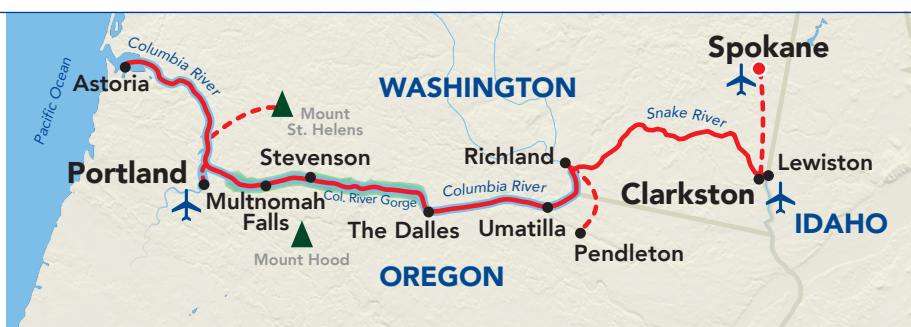 Spokane
Columbia River
Astoria
Pacific Ocean
WASHINGTON
Mount
St. Helens
Snake River
Stevenson
Richland
Lewiston
Portland
Multnomah
Falls
Col. River Gorge
Columbia River
Clarkston
The Dalles
Umatilla
IDAHO
Pendleton
Mount Hood
OREGON